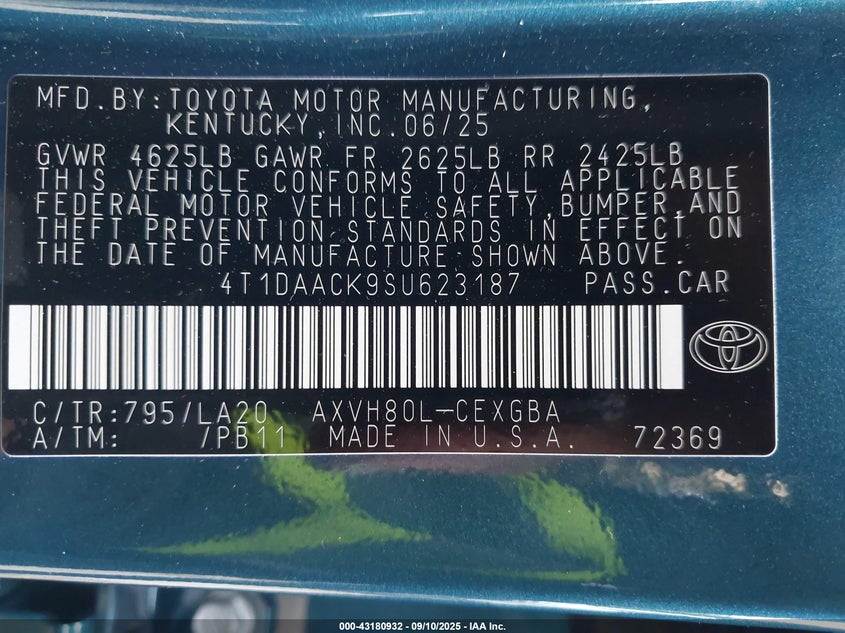 MFD.BY:TOYOTA MOTOR MANUFACTURING,
KENTUCKY,INC.06/25
GVWR 4625LB GAWR FR 2625LB RR 2425LB
THIS VEHICLE CONFORMS TO ALL APPLICABLE
FEDERAL MOTOR VEHICLE SAFETY,BUMPER,AND
THEFT PREVENTION STANDARDS IN EFFECT ON
THE DATE OF MANUFACTURE SHOWN ABOVE.
4T1DAACK9SU623187 PASS.CAR
C/TR:795/LA20 AXVH80L-CEXGBA
A/TM: /PB11 MADE IN U.S.A. 72369
000-43180932 - 09/10/2025 - IAA Inc.